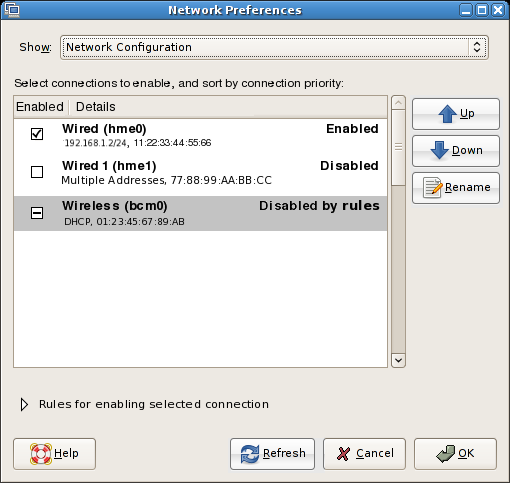 Network Preferences
Show: Network Configuration
Select connections to enable, and sort by connection priority:
Enabled Details
Wired (hme0) Enabled
192.168.1.2/24, 11:22:33:44:55:66
Wired 1 (hme1) Disabled
Multiple Addresses, 77:88:99:AA:BB:CC
Wireless (bcm0) Disabled by rules
DHCP, 01:23:45:67:89:AB
Up
Down
Rename
Rules for enabling selected connection
Help Refresh Cancel OK